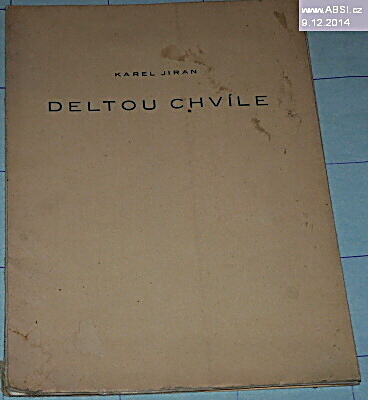 www.ABSI.cz
9.12.2014
KAREL JIRAN
DELTOU CHVÍLE